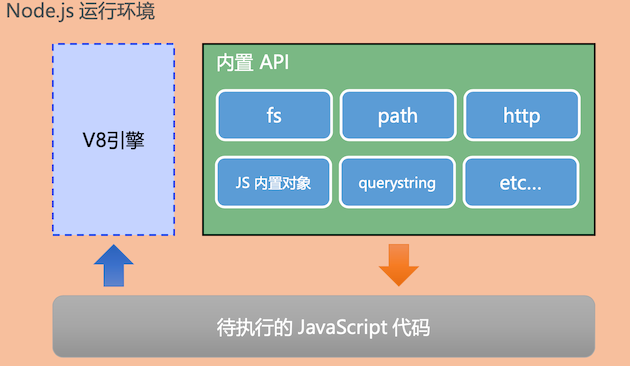 Node.js 运行环境
V8引擎
内置 API
fs
path
http
JS 内置对象
querystring
etc...
待执行的 JavaScript 代码